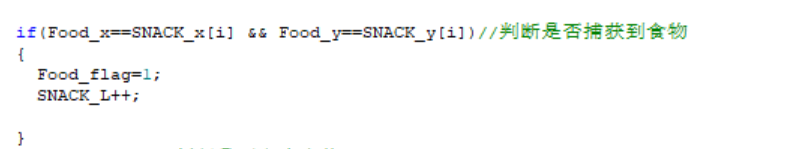 if(Food_x==SNACK_x[i] && Food_y==SNACK_y[i])//判断是否捕获到食物
{
Food_flag=1;
SNACK_L++;
}